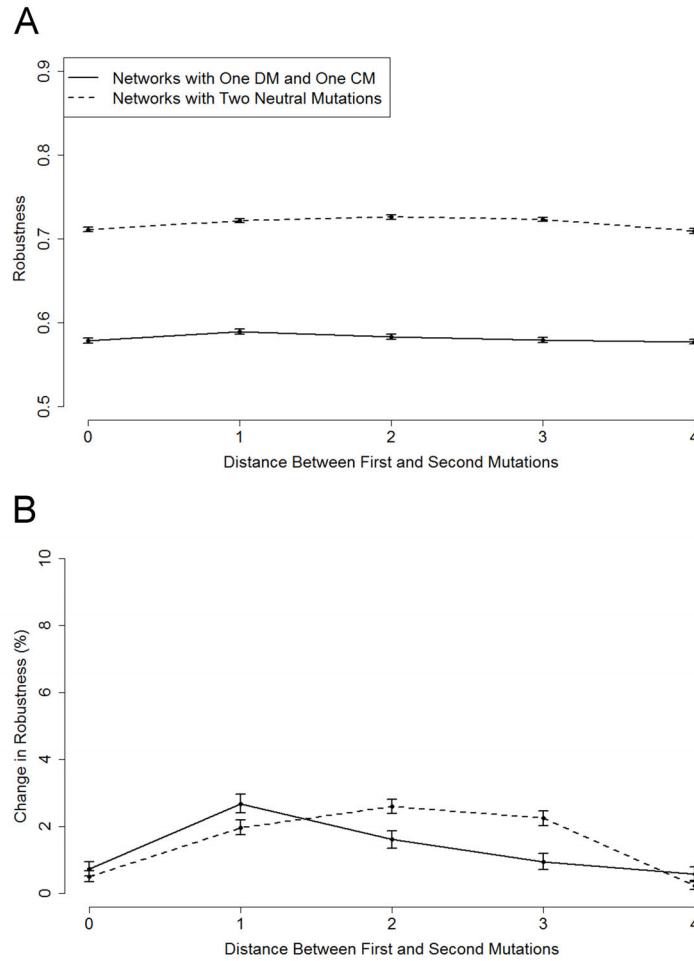 A
Networks with One DM and One CM
Networks with Two Neutral Mutations
0.9
0.8
0.7
0.6
0.5
Robustness
0 1 2 3 4
Distance Between First and Second Mutations
B
10
8
6
4
2
0
Change in Robustness (%)
0 1 2 3 4
Distance Between First and Second Mutations